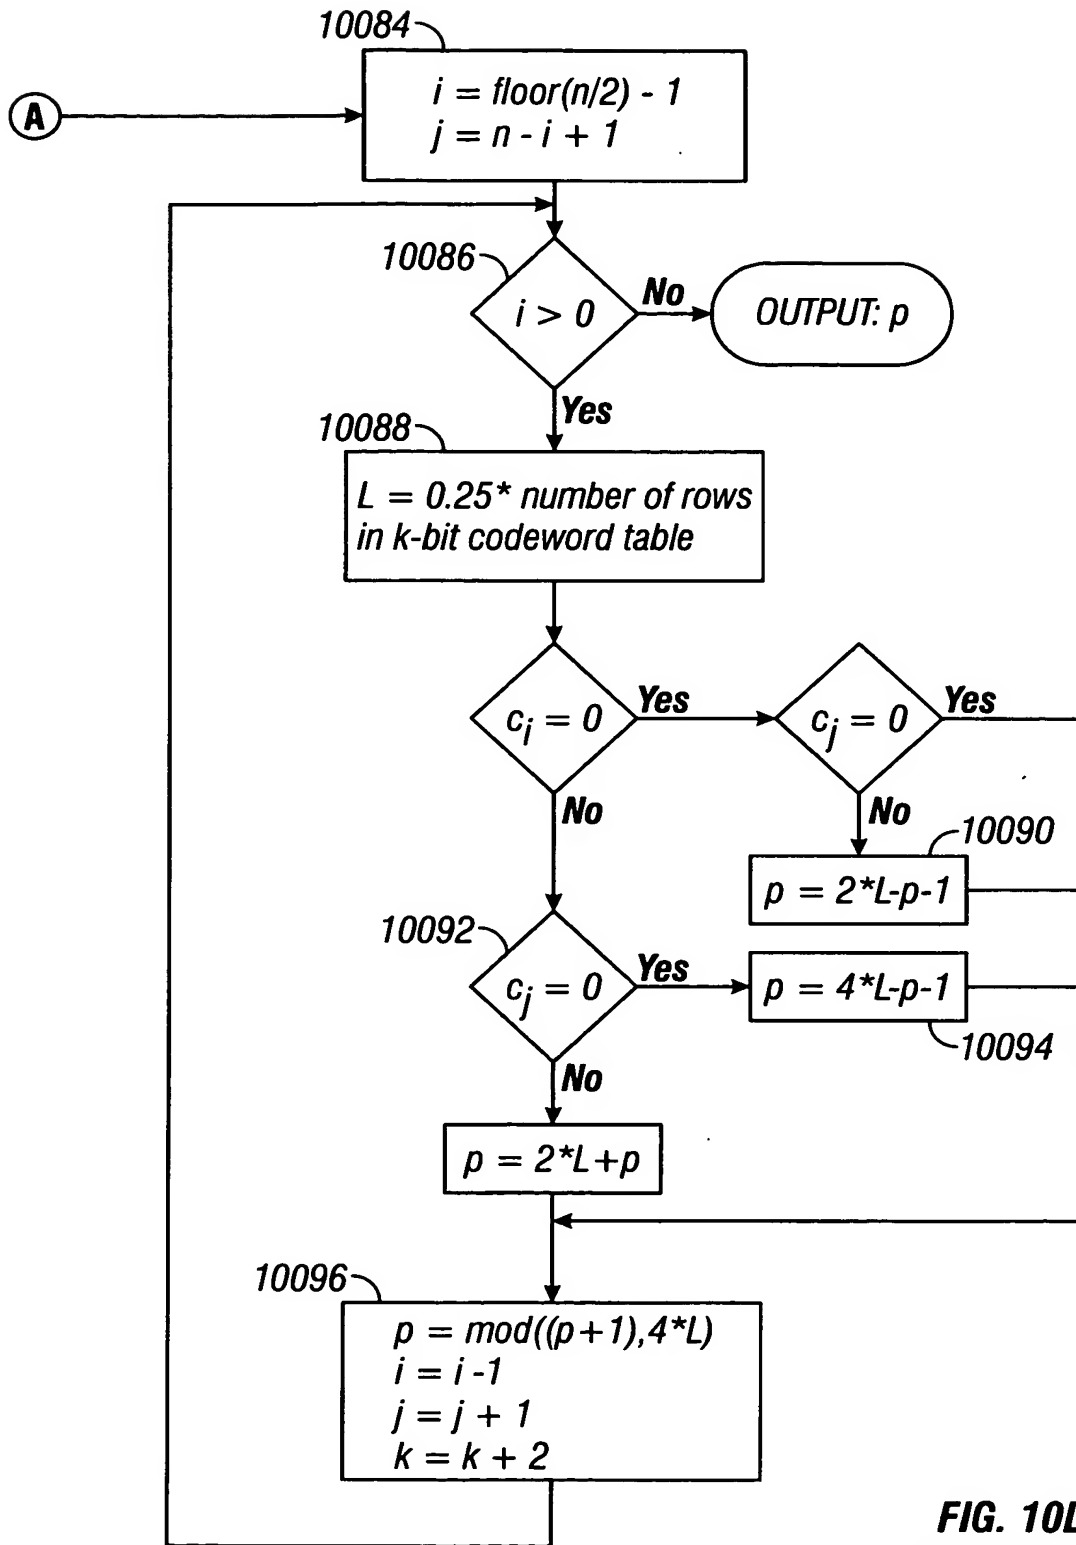 10084
i = floor(n/2) - 1
j = n - i + 1
A
10086
i > 0
No
OUTPUT: p
Yes
10088
L = 0.25* number of rows
in k-bit codeword table
c_i = 0
Yes
c_j = 0
Yes
No
No
10090
p = 2*L-p-1
10092
c_j = 0
Yes
p = 4*L-p-1
10094
No
p = 2*L+p
10096
p = mod((p+1),4*L)
i = i -1
j = j + 1
k = k + 2
FIG. 10L